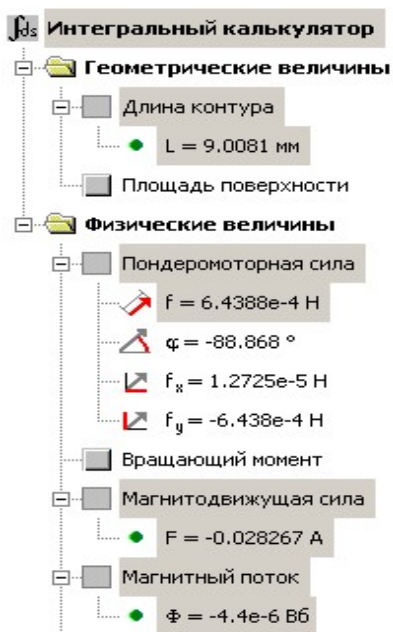 ∫ds Интегральный калькулятор
Геометрические величины
Длина контура
L = 9.0081 мм
Площадь поверхности
Физические величины
Пондеромоторная сила
f = 6.4388e-4 Н
φ = -88.868 °
fx = 1.2725e-5 Н
fy = -6.438e-4 Н
Вращающий момент
Магнитодвижущая сила
F = -0.028267 А
Магнитный поток
Φ = -4.4e-6 Вб